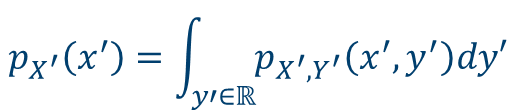 p_{X′}(x′) = ∫_{y′∈ℝ} p_{X′,Y′}(x′, y′)dy′